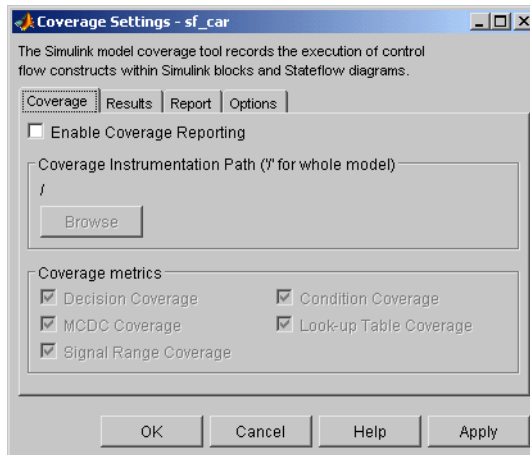 Coverage Settings - sf_car
The Simulink model coverage tool records the execution of control
flow constructs within Simulink blocks and Stateflow diagrams.
Coverage Results Report Options
Enable Coverage Reporting
Coverage Instrumentation Path ('/' for whole model)
/
Browse
Coverage metrics
Decision Coverage Condition Coverage
MCDC Coverage Look-up Table Coverage
Signal Range Coverage
OK Cancel Help Apply